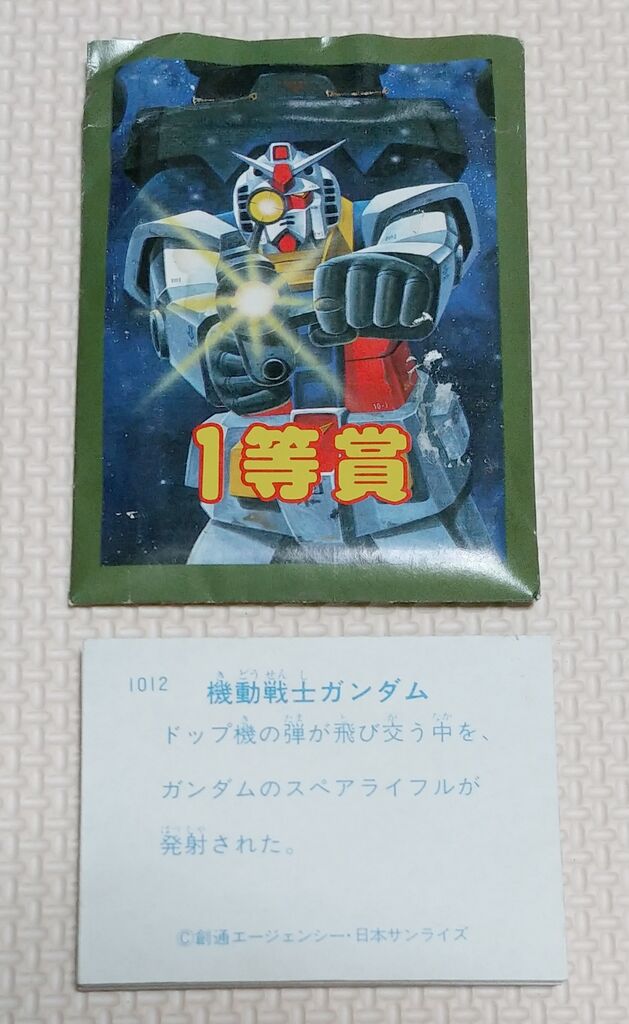 1等賞
1012 機動戦士ガンダム
ドップ機の弾が飛び交う中を、
ガンダムのスペアライフルが
発射された。
©創通エージェンシー・日本サンライズ